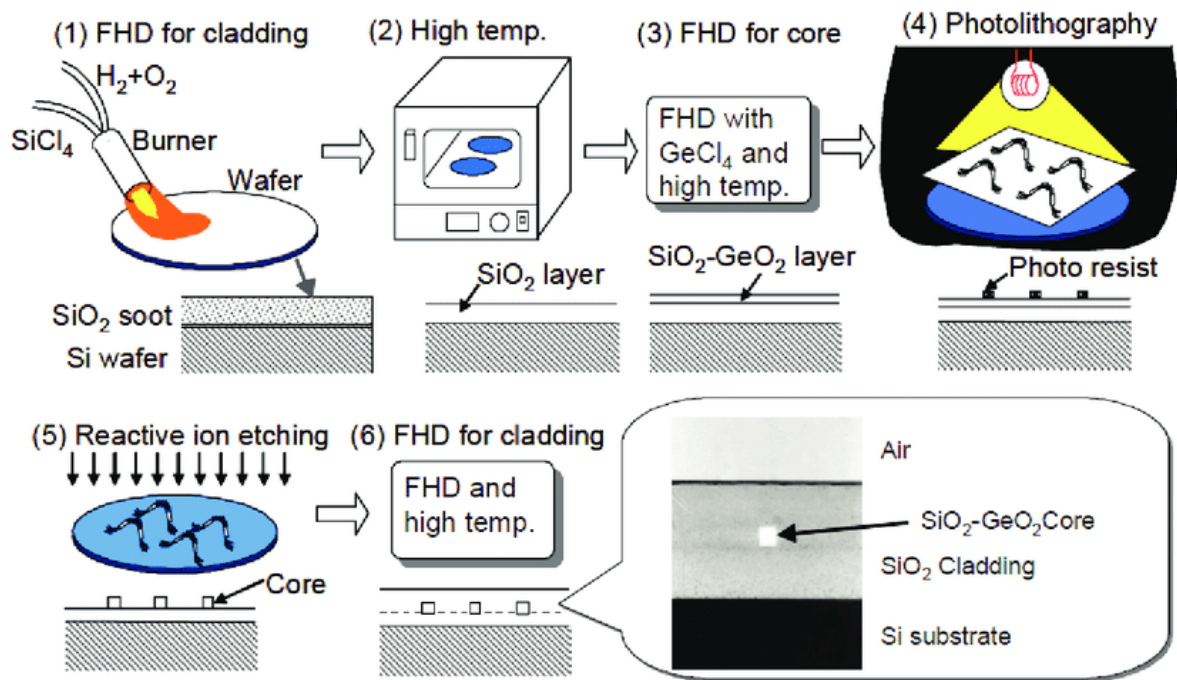 (1) FHD for cladding
H₂+O₂
SiCl₄
Burner
Wafer
SiO₂ soot
Si wafer
(2) High temp.
SiO₂ layer
(3) FHD for core
FHD with
GeCl₄ and
high temp.
SiO₂-GeO₂ layer
(4) Photolithography
Photo resist
(5) Reactive ion etching
Core
(6) FHD for cladding
FHD and
high temp.
Air
SiO₂-GeO₂Core
SiO₂ Cladding
Si substrate